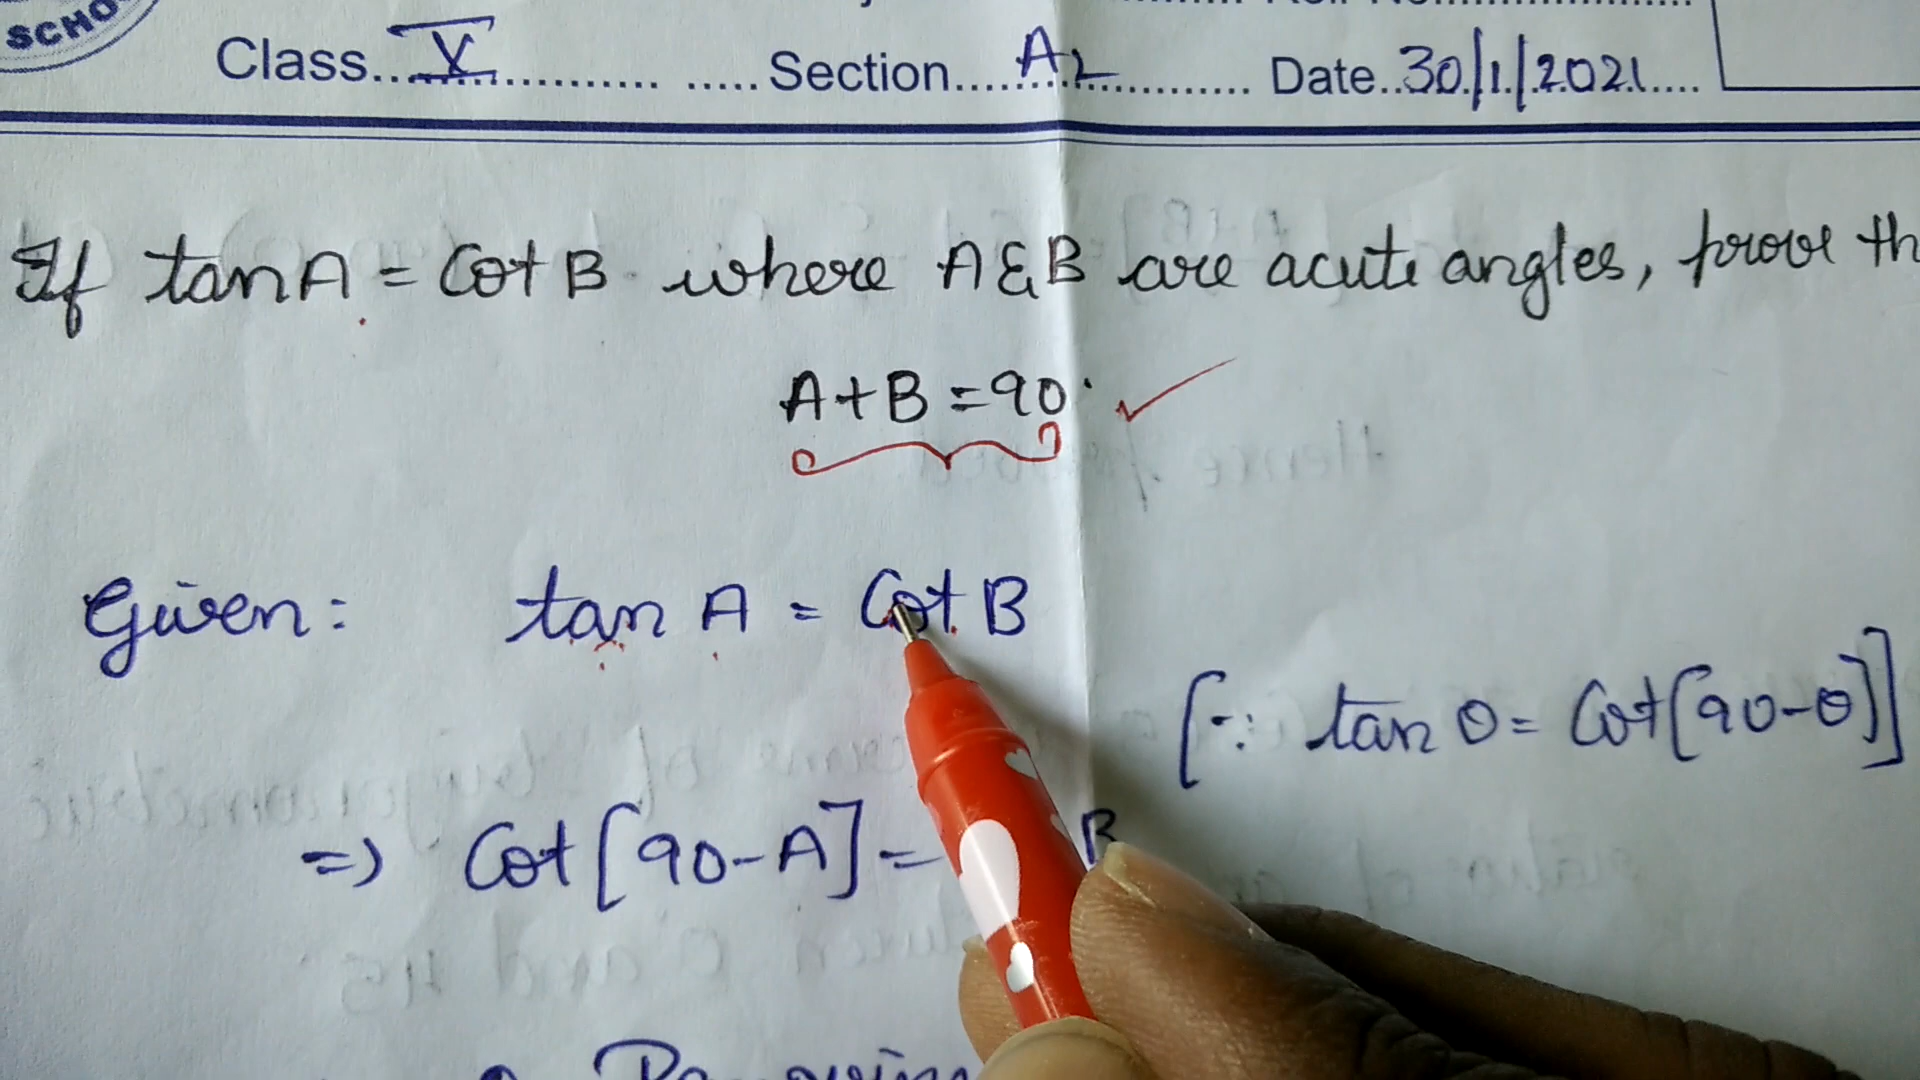 SCHO
Class.... X .... Section.... A2 .... Date..30/1/2021....
If tan A = Cot B where A & B are acute angles, prove th
A+B = 90°
Given: tan A = Cot B
[∵ tan θ = Cot[90-θ]]
=> Cot[90-A] = B